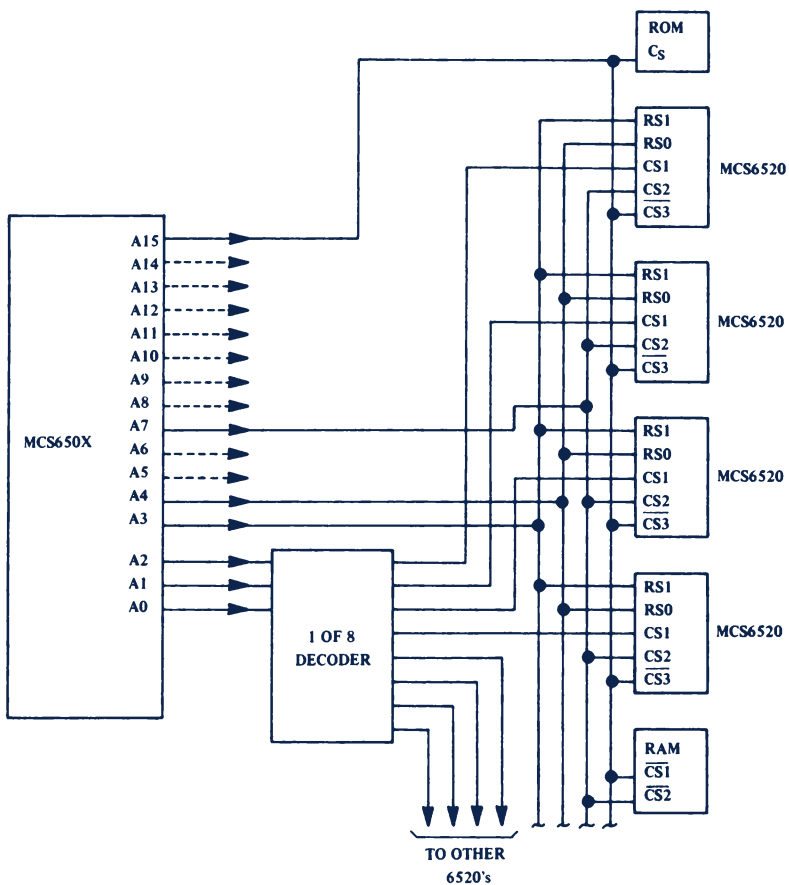 ROM
CS
RS1
RS0
CS1
CS2
CS3
MCS6520
RS1
RS0
CS1
CS2
CS3
MCS6520
RS1
RS0
CS1
CS2
CS3
MCS6520
RS1
RS0
CS1
CS2
CS3
MCS6520
RAM
CS1
CS2
MCS650X
A15
A14
A13
A12
A11
A10
A9
A8
A7
A6
A5
A4
A3
A2
A1
A0
1 OF 8
DECODER
TO OTHER
6520's